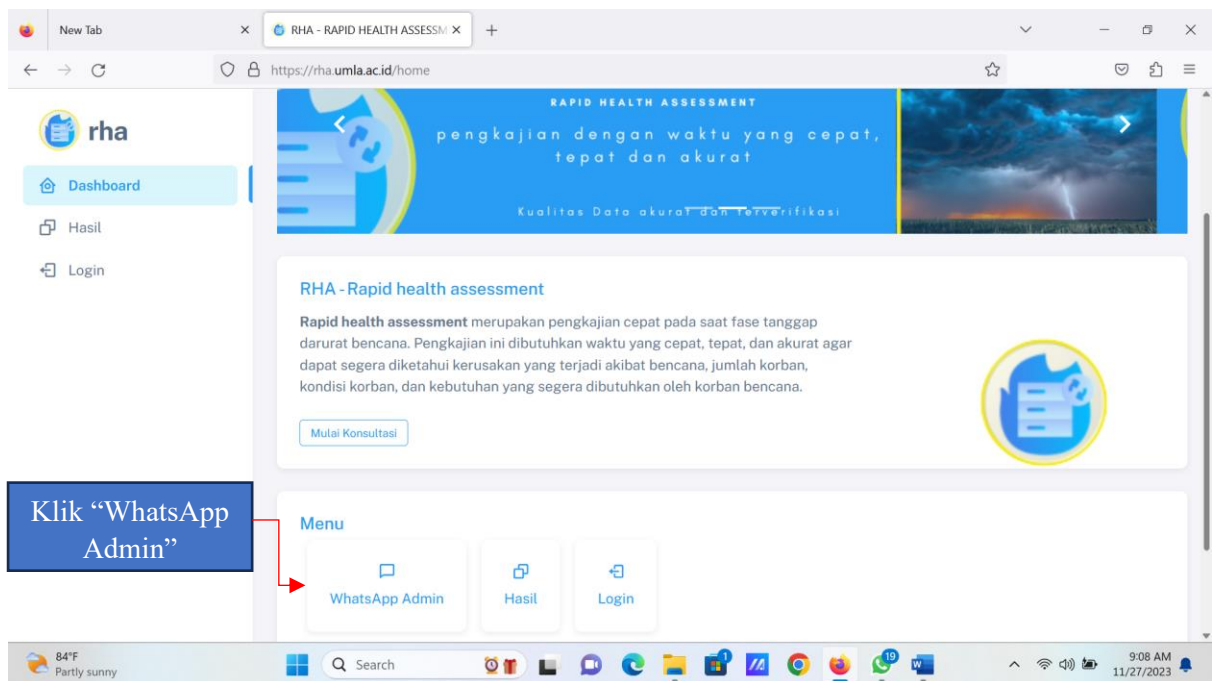 New Tab
RHA - RAPID HEALTH ASSESSM
https://rha.umla.ac.id/home
rha
Dashboard
Hasil
Login
RAPID HEALTH ASSESSMENT
pengkajian dengan waktu yang cepat,
tepat dan akurat
Kualitas Data akurat dan terverifikasi
RHA - Rapid health assessment
Rapid health assessment merupakan pengkajian cepat pada saat fase tanggap
darurat bencana. Pengkajian ini dibutuhkan waktu yang cepat, tepat, dan akurat agar
dapat segera diketahui kerusakan yang terjadi akibat bencana, jumlah korban,
kondisi korban, dan kebutuhan yang segera dibutuhkan oleh korban bencana.
Mulai Konsultasi
Klik “WhatsApp
Admin”
Menu
WhatsApp Admin
Hasil
Login
84°F
Partly sunny
Search
1
19
9:08 AM
11/27/2023